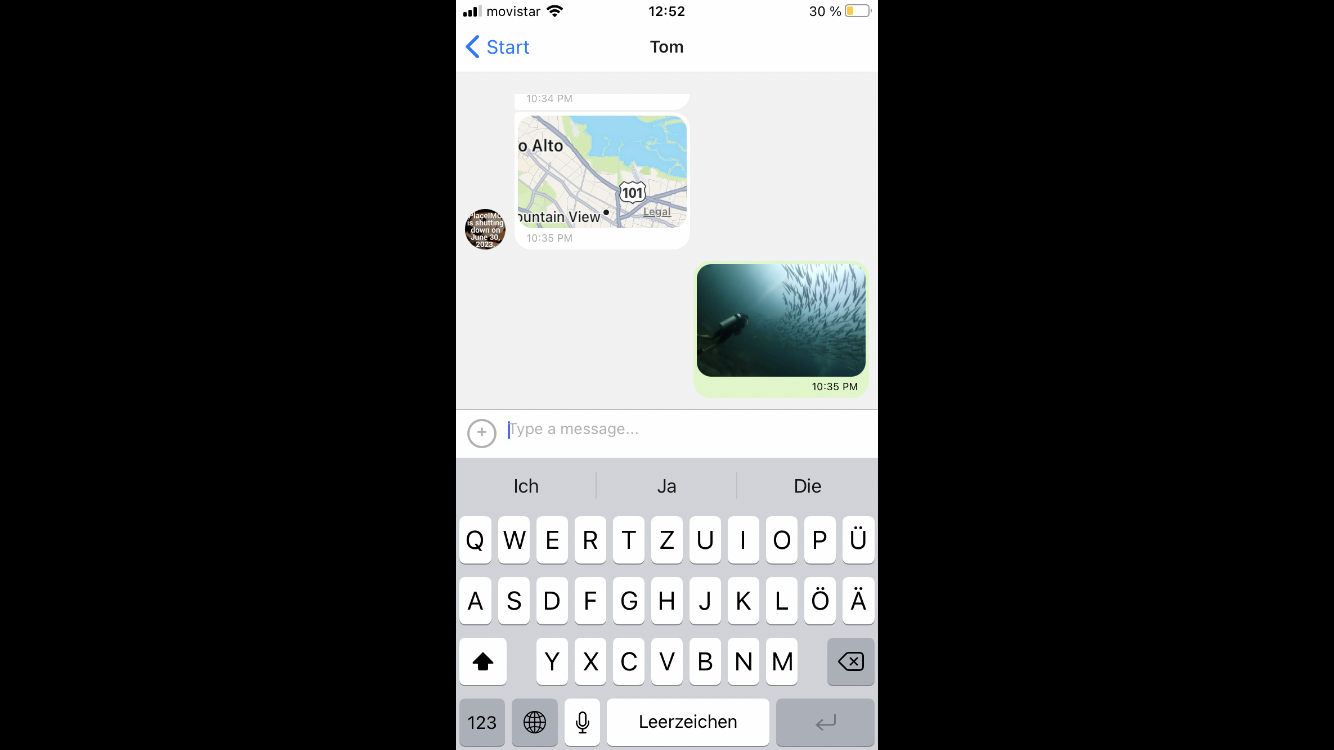 movistar 12:52 30 %
Start Tom
10:34 PM
o Alto
101
ountain View
Legal
10:35 PM
PlaceIMG
is shutting
down on
June 30,
2023.
10:35 PM
+ Type a message...
Ich Ja Die
Q W E R T Z U I O P Ü
A S D F G H J K L Ö Ä
Y X C V B N M
123 Leerzeichen